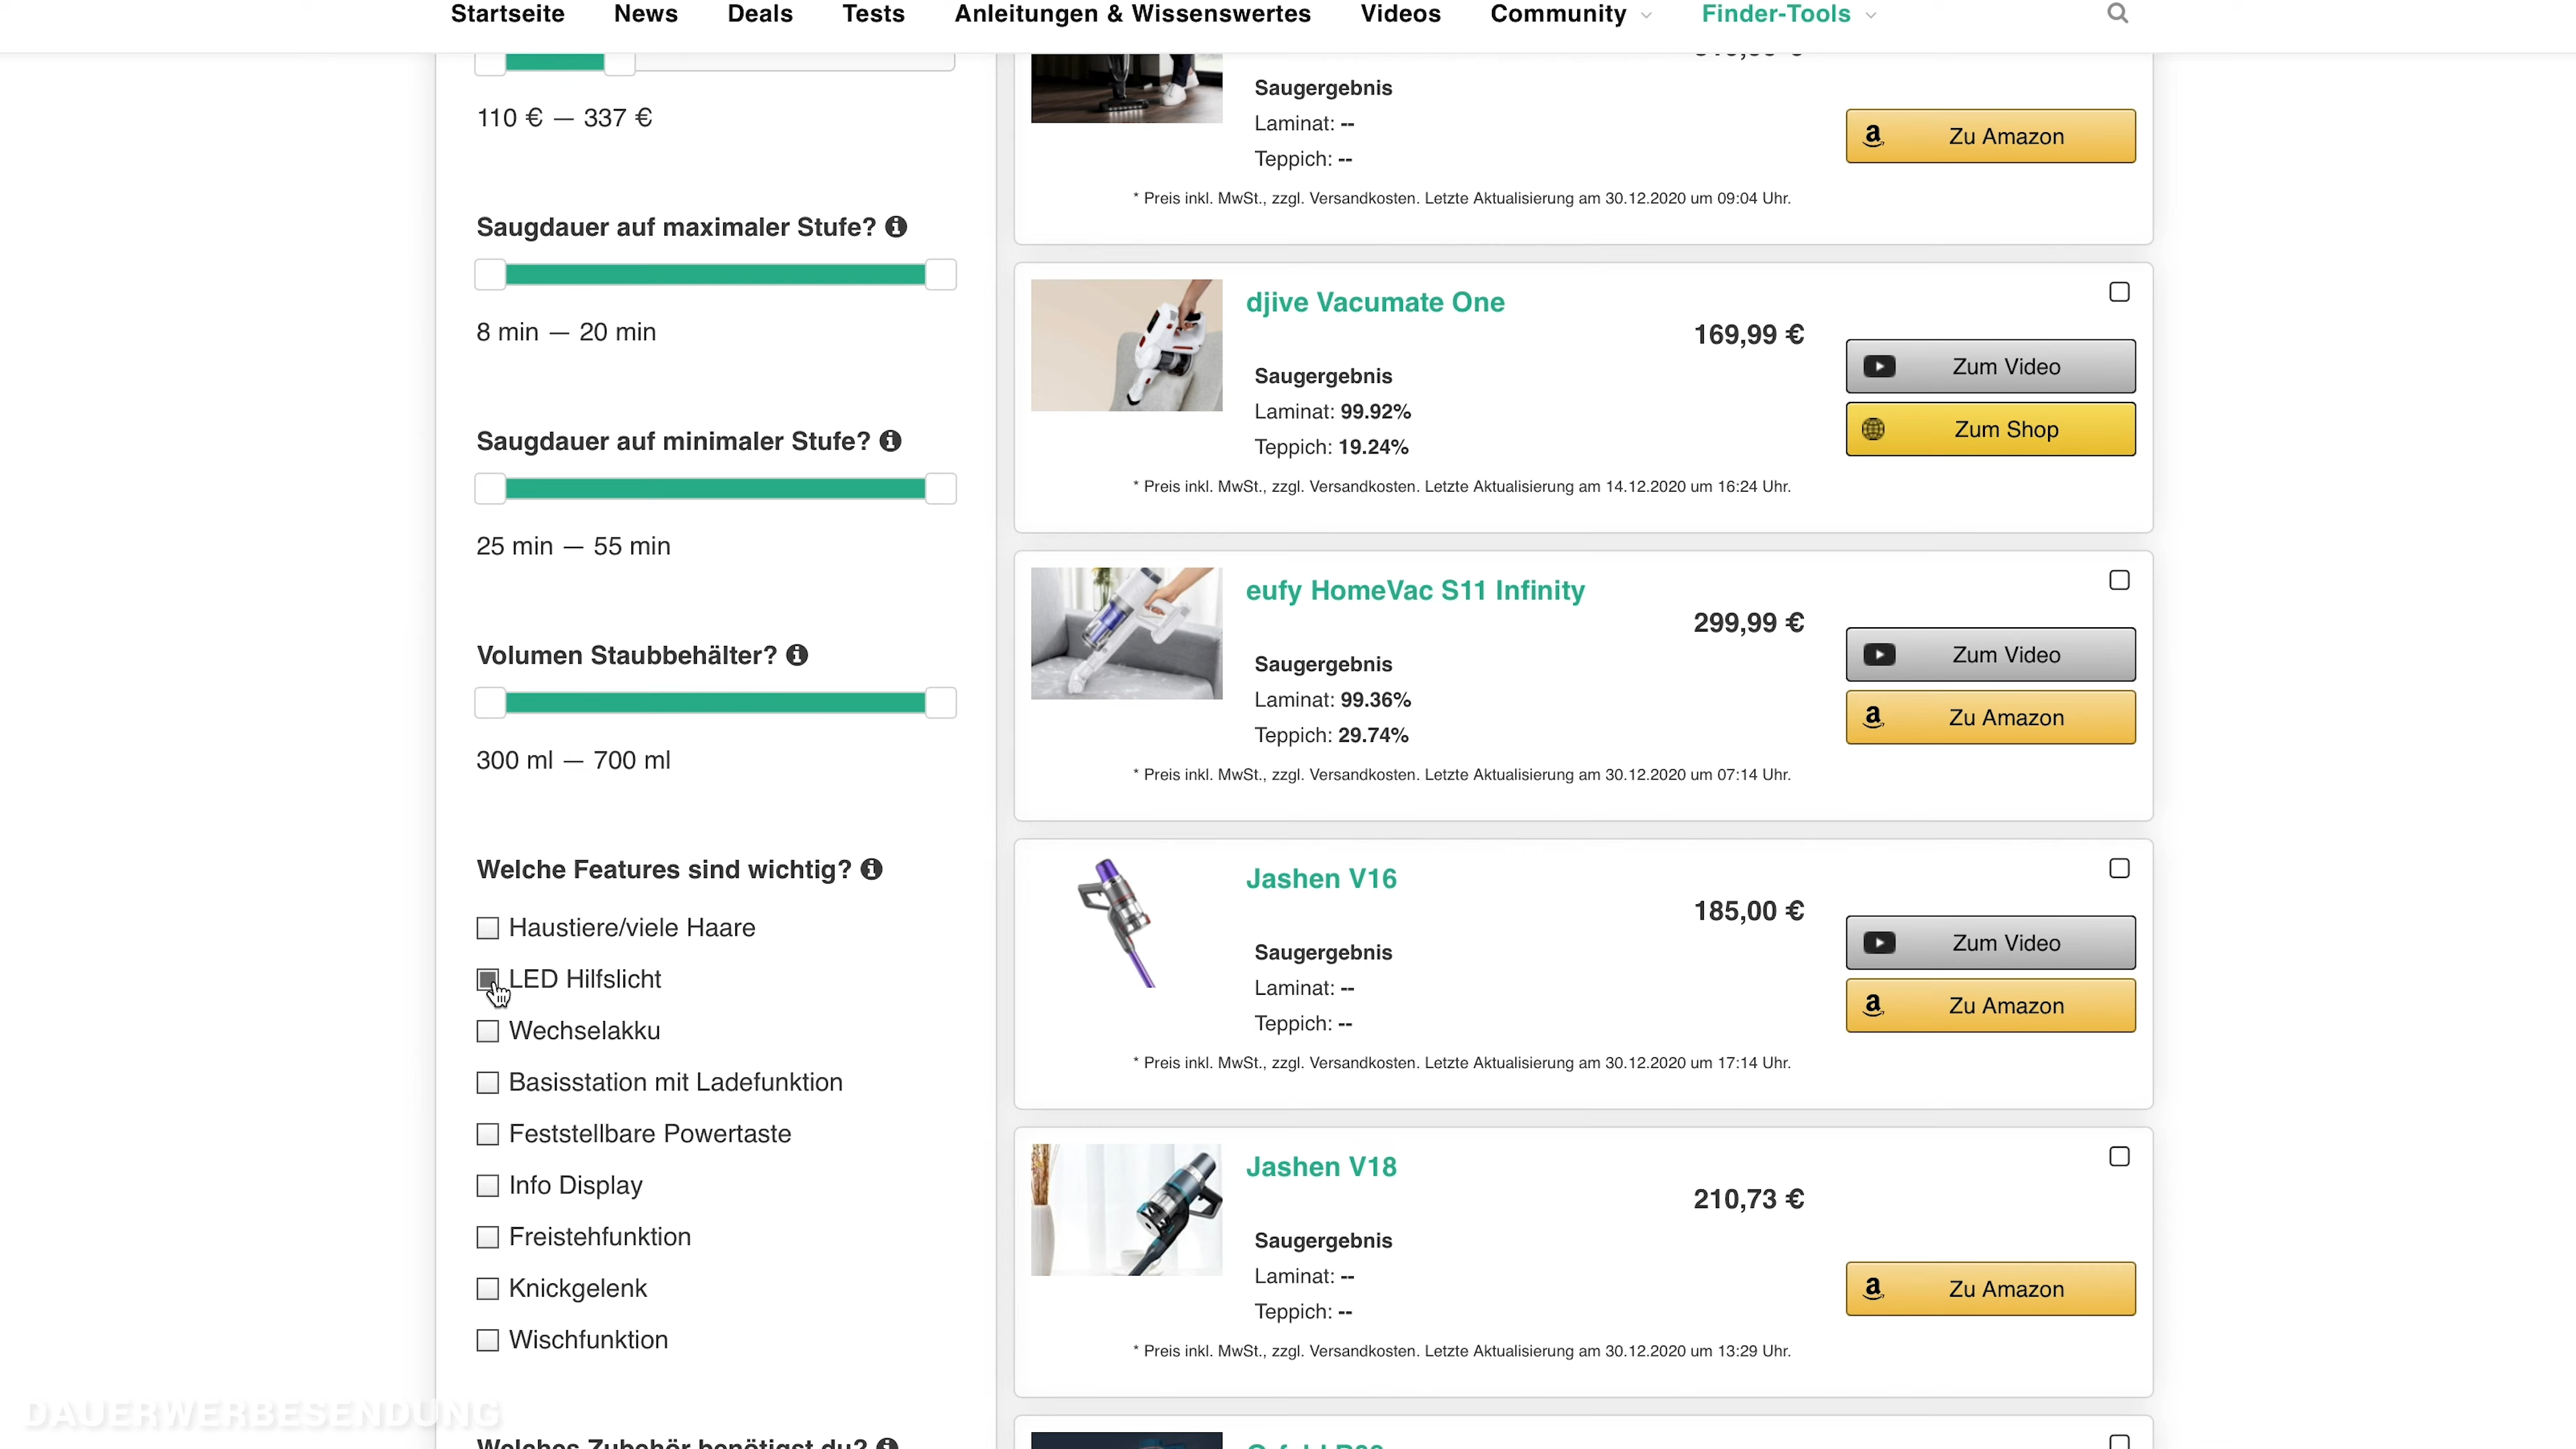 Startseite News Deals Tests Anleitungen & Wissenswertes Videos Community Finder-Tools
110 € — 337 €
Saugdauer auf maximaler Stufe?
8 min — 20 min
Saugdauer auf minimaler Stufe?
25 min — 55 min
Volumen Staubbehälter?
300 ml — 700 ml
Welche Features sind wichtig?
Haustiere/viele Haare
LED Hilfslicht
Wechselakku
Basisstation mit Ladefunktion
Feststellbare Powertaste
Info Display
Freistehfunktion
Knickgelenk
Wischfunktion
Welches Zubehör benötigst du?
Saugergebnis
Laminat: --
Teppich: --
Zu Amazon
* Preis inkl. MwSt., zzgl. Versandkosten. Letzte Aktualisierung am 30.12.2020 um 09:04 Uhr.
djive Vacumate One
169,99 €
Saugergebnis
Laminat: 99.92%
Teppich: 19.24%
Zum Video
Zum Shop
* Preis inkl. MwSt., zzgl. Versandkosten. Letzte Aktualisierung am 14.12.2020 um 16:24 Uhr.
eufy HomeVac S11 Infinity
299,99 €
Saugergebnis
Laminat: 99.36%
Teppich: 29.74%
Zum Video
Zu Amazon
* Preis inkl. MwSt., zzgl. Versandkosten. Letzte Aktualisierung am 30.12.2020 um 07:14 Uhr.
Jashen V16
185,00 €
Saugergebnis
Laminat: --
Teppich: --
Zum Video
Zu Amazon
* Preis inkl. MwSt., zzgl. Versandkosten. Letzte Aktualisierung am 30.12.2020 um 17:14 Uhr.
Jashen V18
210,73 €
Saugergebnis
Laminat: --
Teppich: --
Zu Amazon
* Preis inkl. MwSt., zzgl. Versandkosten. Letzte Aktualisierung am 30.12.2020 um 13:29 Uhr.
DAUERWERBESENDUNG